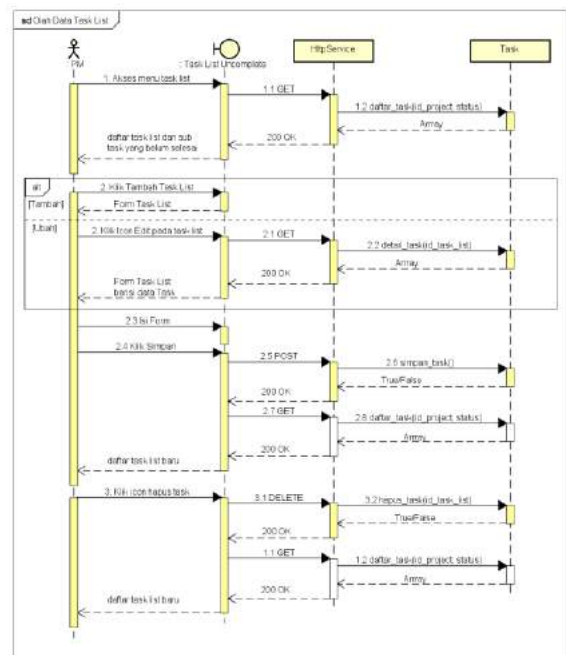 sd Olah Data Task List
PM
: Task List Uncomplate
HttpService
Task
1. Akses menu task list
1.1 GET
1.2 daftar_task(id_project, status)
Array
200 OK
daftar task list dan sub
task yang belum selesai
alt
[Tambah]
2. Klik Tambah Task List
Form Task List
[Ubah]
2. Klik Icon Edit pada task list
2.1 GET
2.2 detail_task(id_task_list)
Array
200 OK
Form Task List
berisi data Task
2.3 Isi Form
2.4 Klik Simpan
2.5 POST
2.6 simpan_task()
True/False
200 OK
2.7 GET
2.8 daftar_task(id_project, status)
Array
200 OK
daftar task list baru
3. Klik icon hapus task
3.1 DELETE
3.2 hapus_task(id_task_list)
True/False
200 OK
1.1 GET
1.2 daftar_task(id_project, status)
Array
200 OK
daftar task list baru